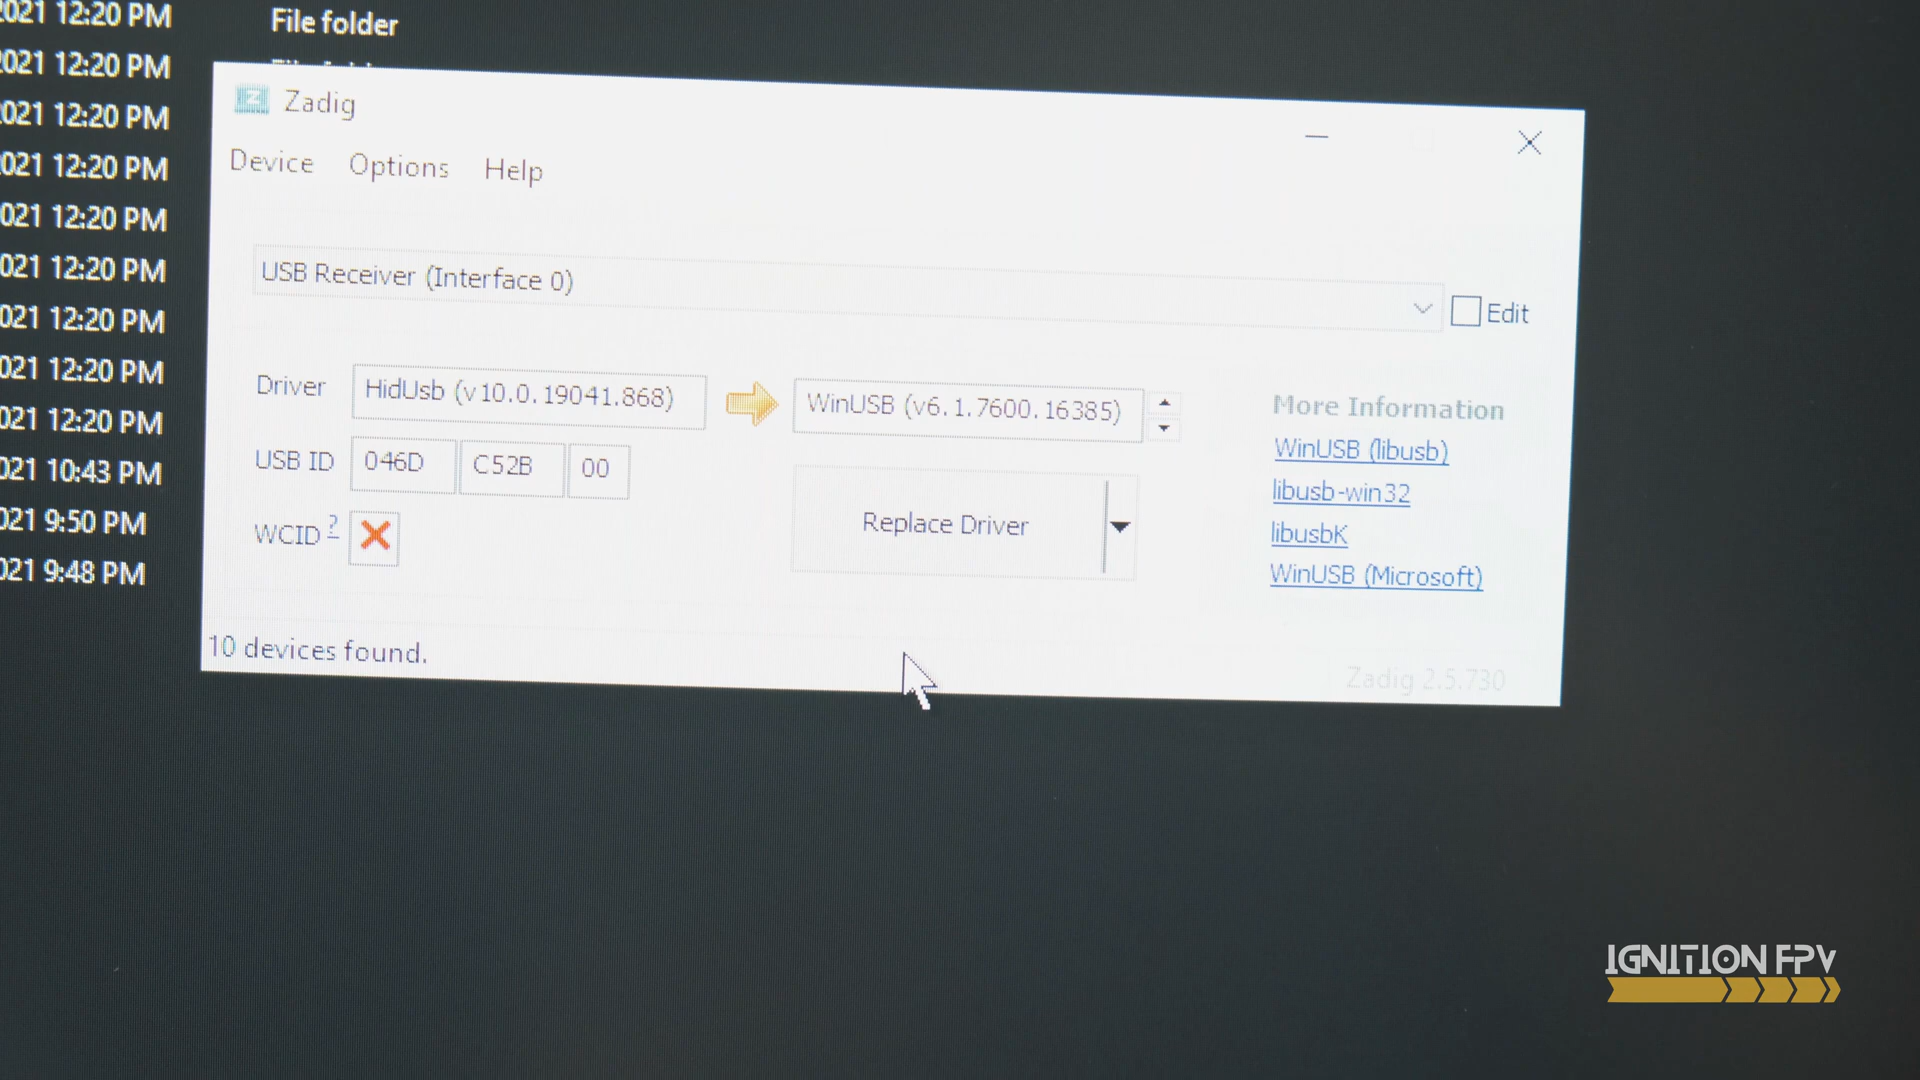 021 12:20 PM File folder
021 12:20 PM
021 12:20 PM
021 12:20 PM
021 12:20 PM
021 12:20 PM
021 12:20 PM
021 12:20 PM
021 12:20 PM
021 10:43 PM
021 9:50 PM
021 9:48 PM
Zadig
Device Options Help
USB Receiver (Interface 0)
Edit
Driver HidUsb (v10.0.19041.868) WinUSB (v6.1.7600.16385)
USB ID 046D C52B 00
WCID ?
Replace Driver
More Information
WinUSB (libusb)
libusb-win32
libusbK
WinUSB (Microsoft)
10 devices found.
Zadig 2.5.730
IGNITION FPV